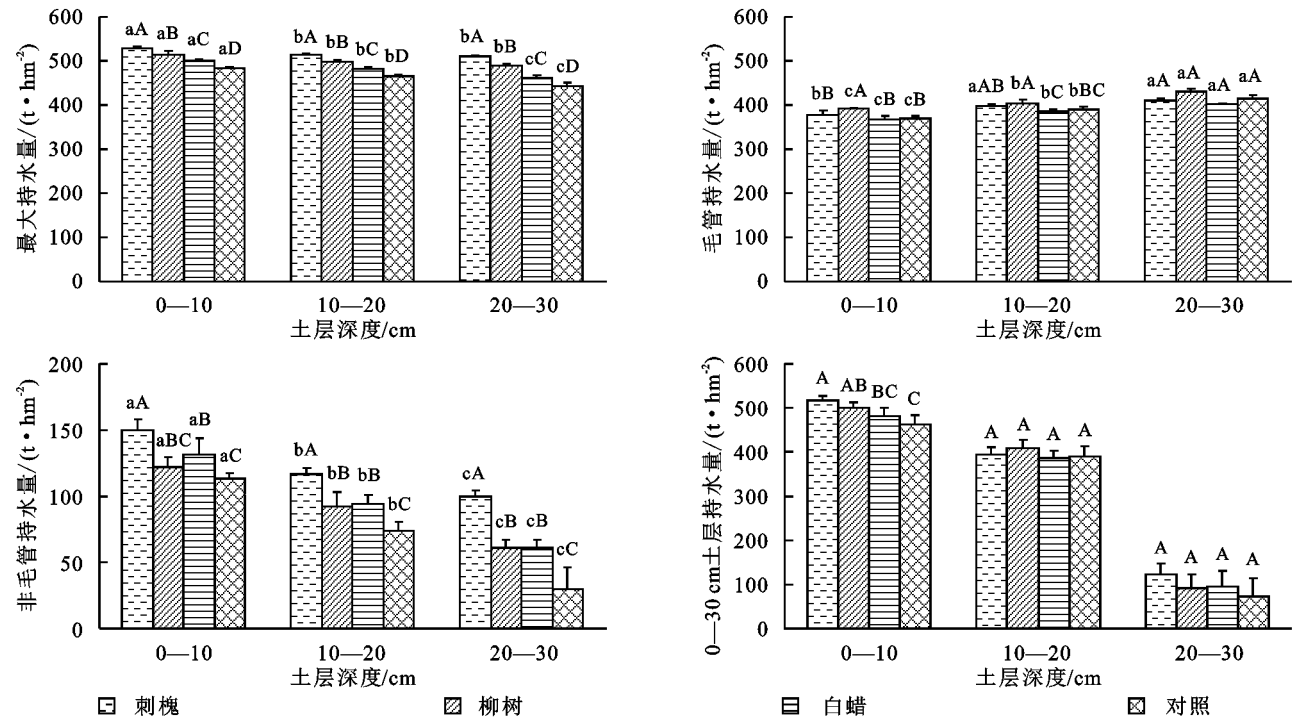 最大持水量/(t·hm⁻²)
600
500
400
300
200
100
0
aA aB aC aD
bA bB bC bD
bA bB cC cD
0—10 10—20 20—30
土层深度/cm
毛管持水量/(t·hm⁻²)
600
500
400
300
200
100
0
bB cA cB cB
aAB bA bC bBC
aA aA aA aA
0—10 10—20 20—30
土层深度/cm
非毛管持水量/(t·hm⁻²)
200
150
100
50
0
aA aBC aB aC
bA bB bB bC
cA cB cB cC
0—10 10—20 20—30
土层深度/cm
0—30 cm土层持水量/(t·hm⁻²)
600
500
400
300
200
100
0
A AB BC C
A A A A
A A A A
0—10 10—20 20—30
土层深度/cm
刺槐 柳树 白蜡 对照